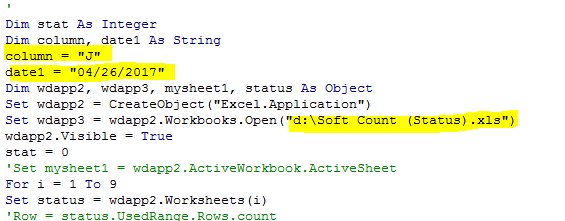 '
Dim stat As Integer
Dim column, date1 As String
column = "J"
date1 = "04/26/2017"
Dim wdapp2, wdapp3, mysheet1, status As Object
Set wdapp2 = CreateObject("Excel.Application")
Set wdapp3 = wdapp2.Workbooks.Open("d:\Soft Count (Status).xls")
wdapp2.Visible = True
stat = 0
'Set mysheet1 = wdapp2.ActiveWorkbook.ActiveSheet
For i = 1 To 9
Set status = wdapp2.Worksheets(i)
'Row = status.UsedRange.Rows.count